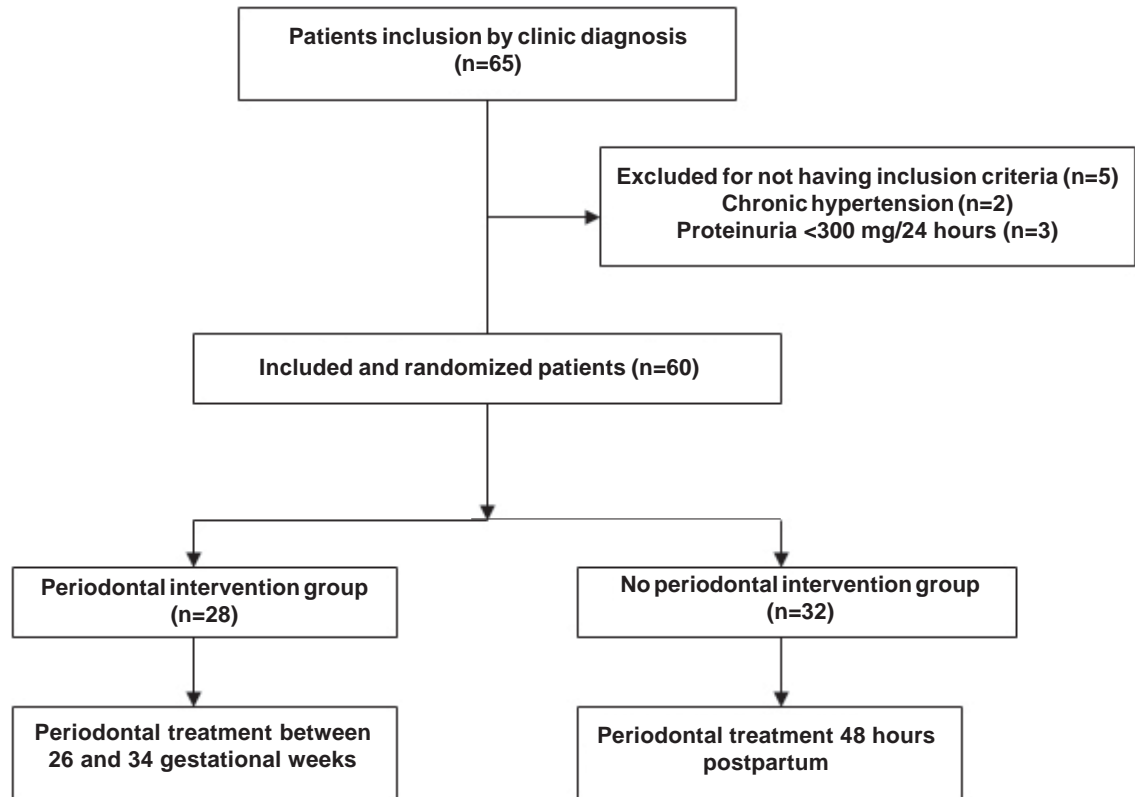 Patients inclusion by clinic diagnosis
(n=65)
Excluded for not having inclusion criteria (n=5)
Chronic hypertension (n=2)
Proteinuria <300 mg/24 hours (n=3)
Included and randomized patients (n=60)
Periodontal intervention group
(n=28)
No periodontal intervention group
(n=32)
Periodontal treatment between
26 and 34 gestational weeks
Periodontal treatment 48 hours
postpartum